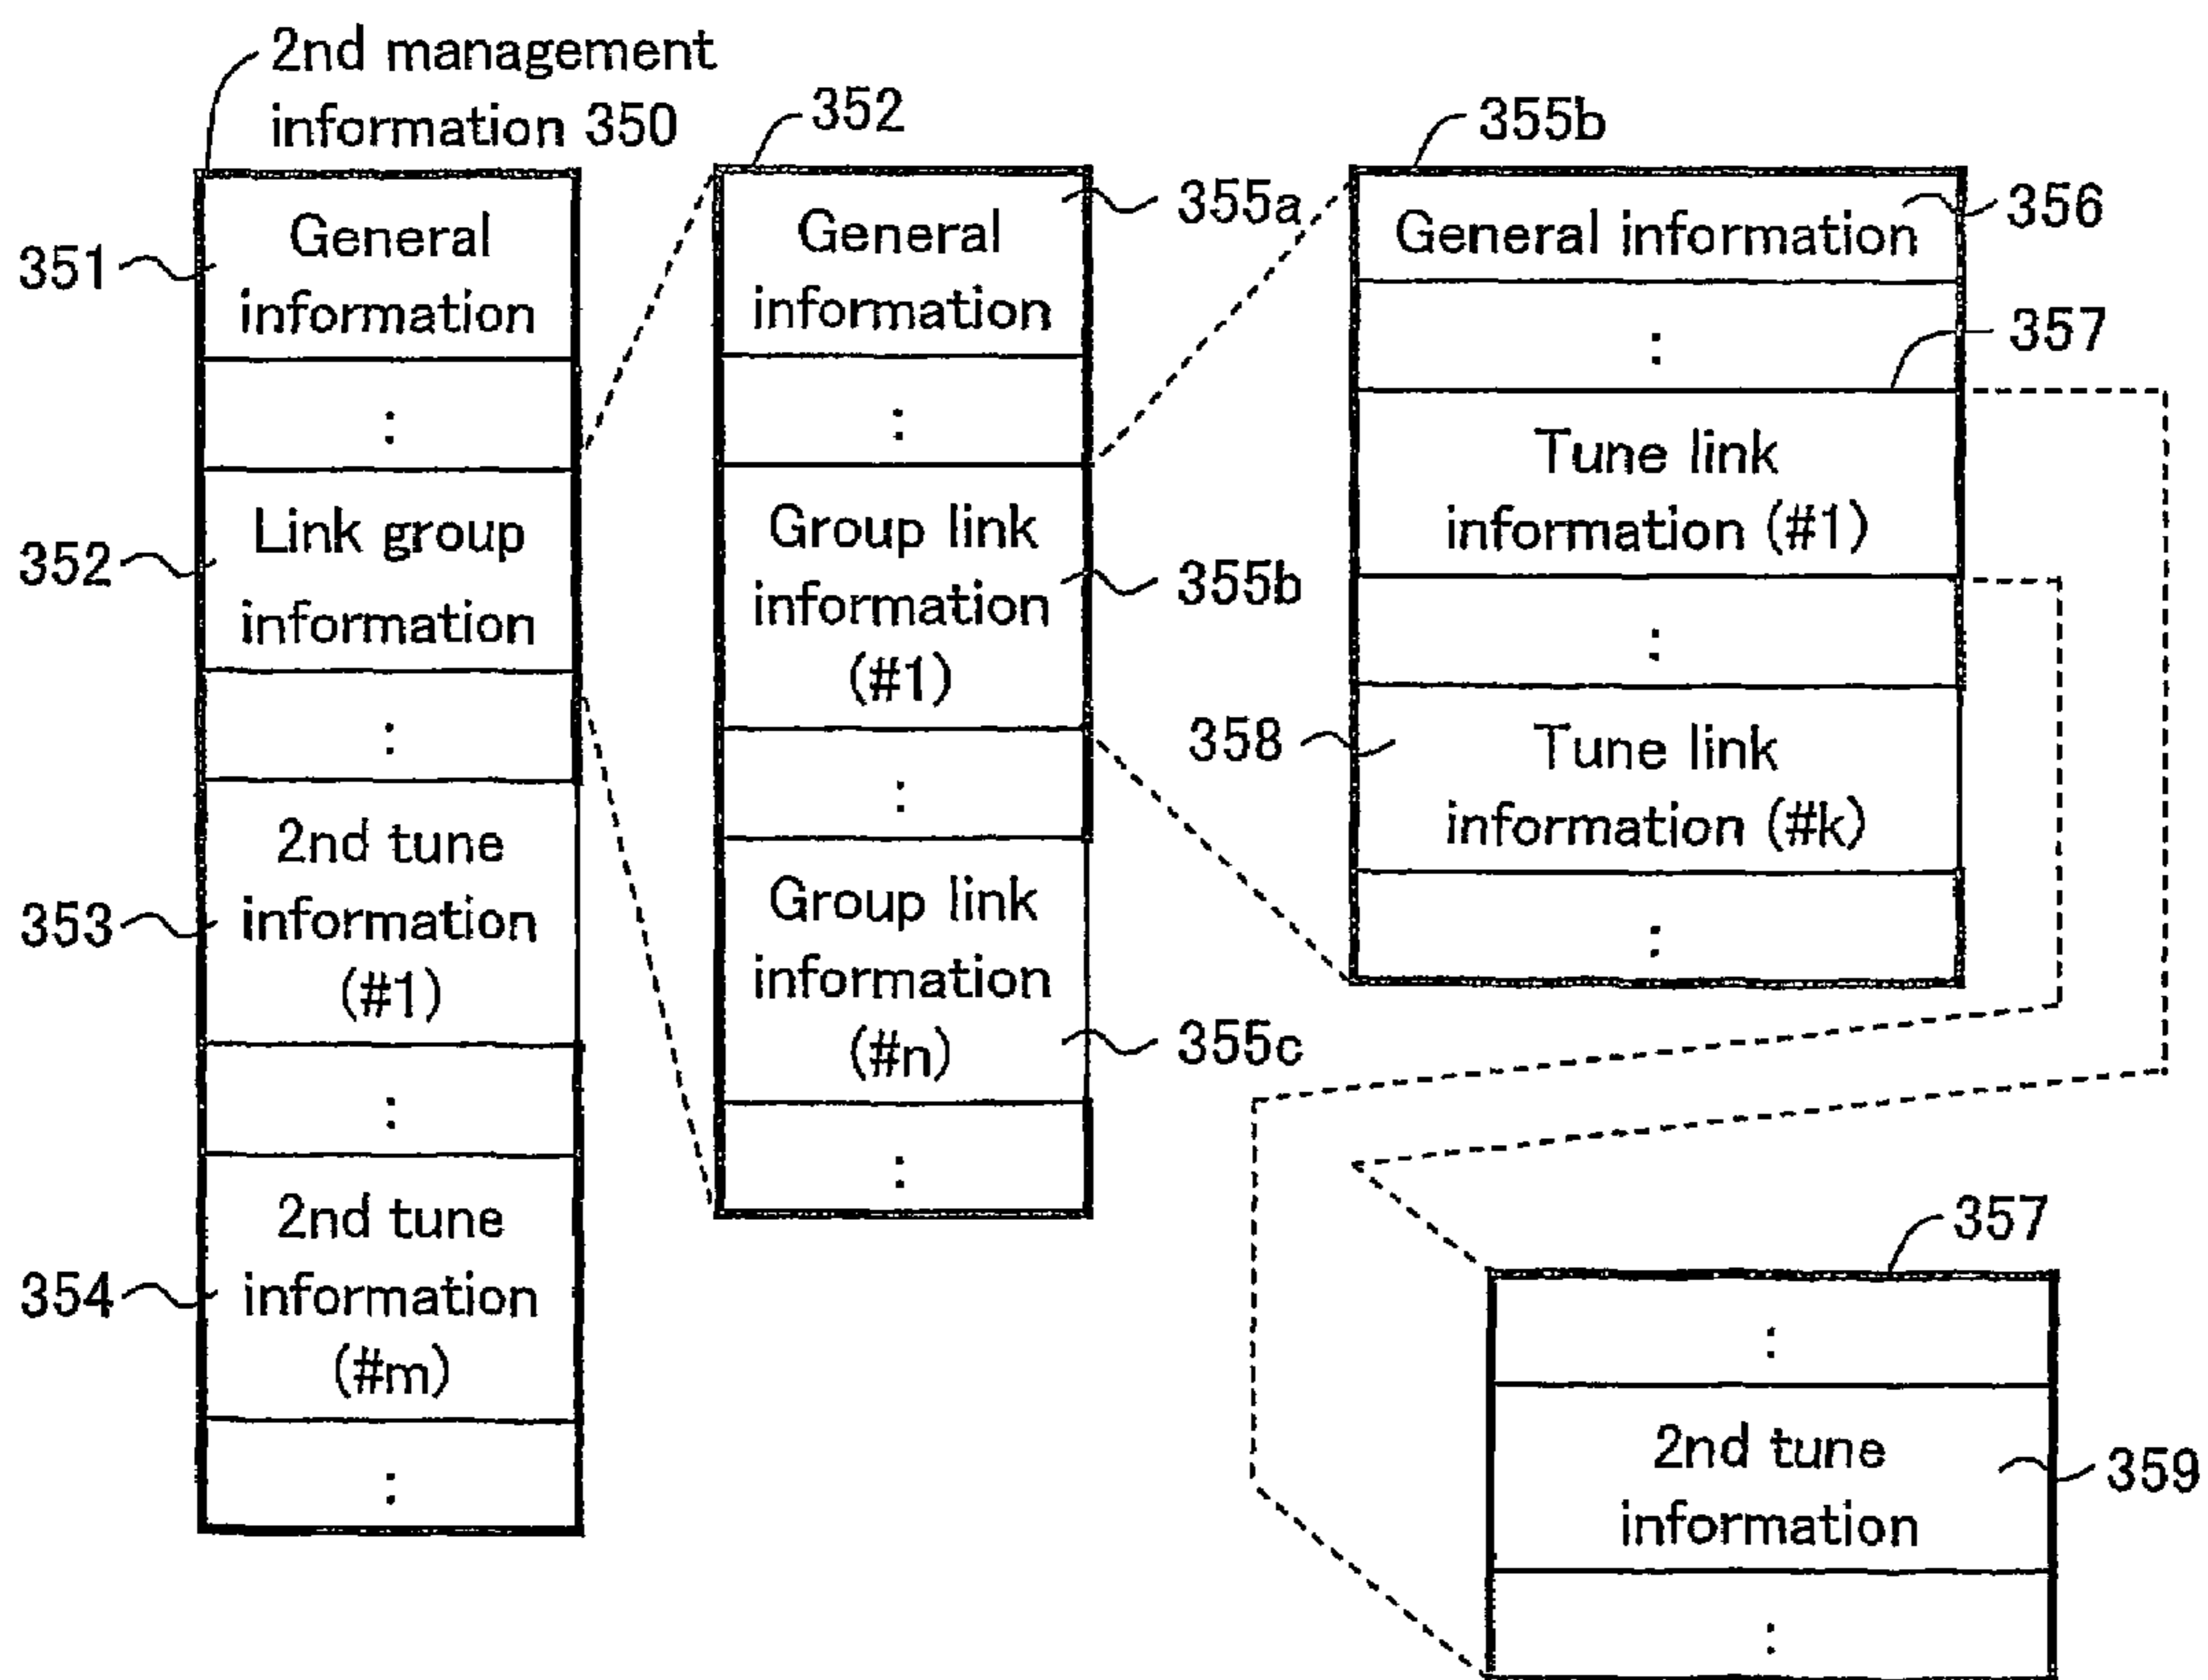 2nd management
information 350
351
General
information
:
352
Link group
information
:
353
2nd tune
information
(#1)
:
354
2nd tune
information
(#m)
:
352
355a
General
information
:
Group link
information
(#1)
355b
:
Group link
information
(#n)
355c
:
355b
General information
356
:
357
Tune link
information (#1)
:
358
Tune link
information (#k)
:
357
:
2nd tune
information
359
: